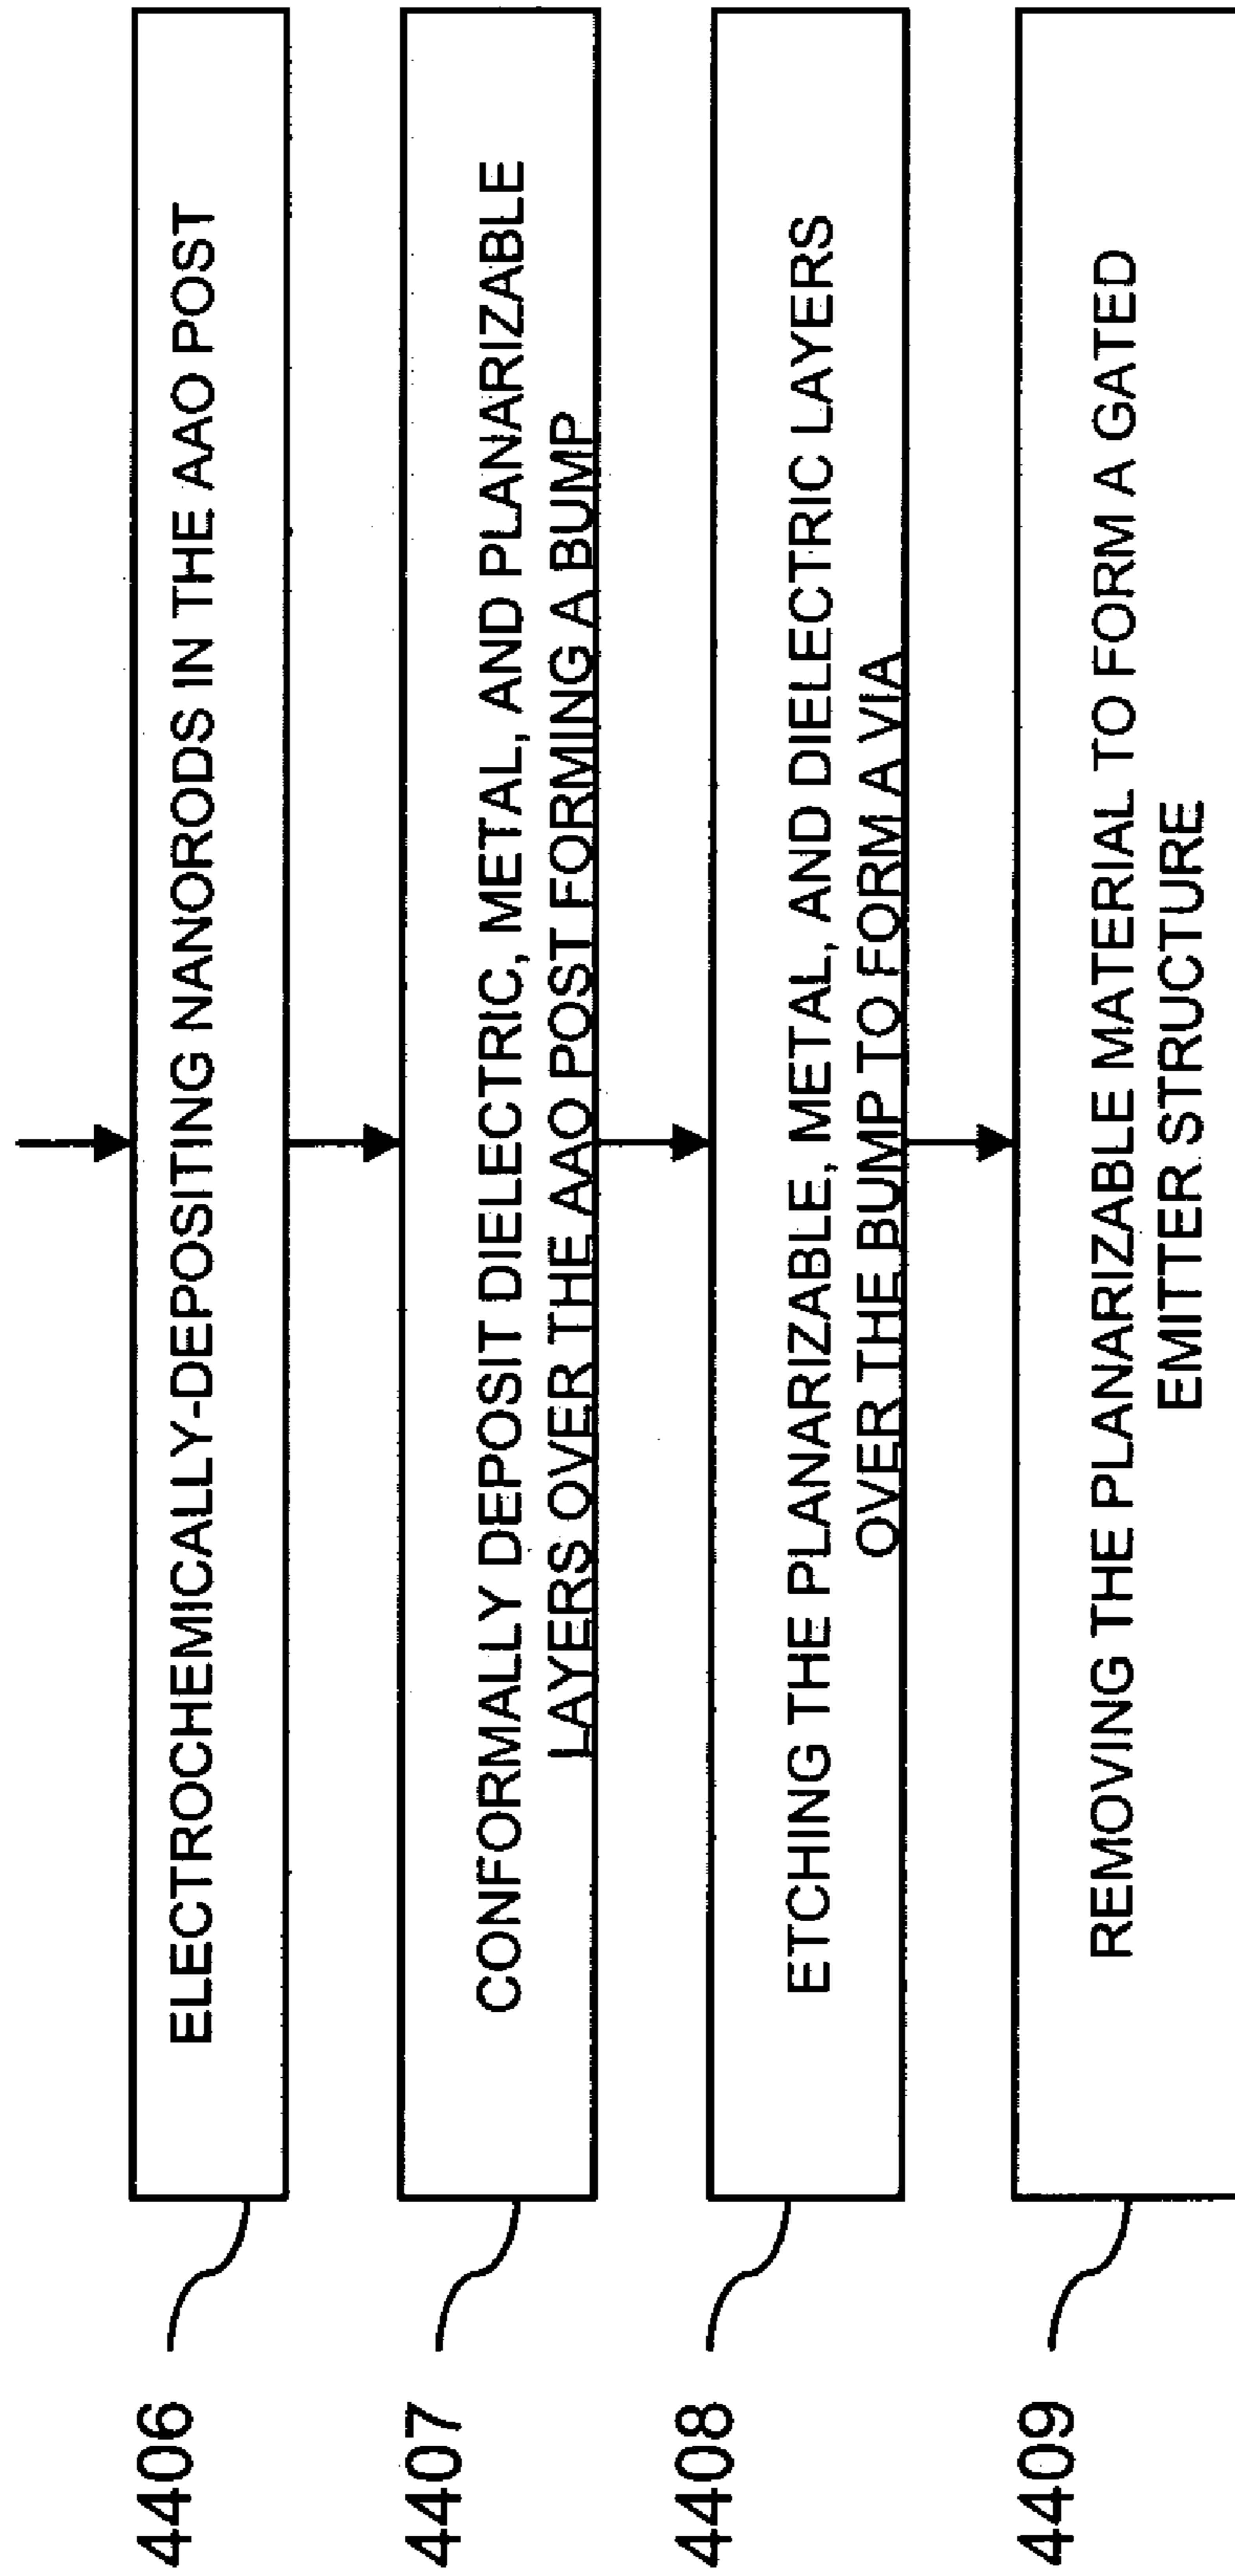 4406
ELECTROCHEMICALLY-DEPOSITING NANORODS IN THE AAO POST
4407
CONFORMALLY DEPOSIT DIELECTRIC, METAL, AND PLANARIZABLE
LAYERS OVER THE AAO POST FORMING A BUMP
4408
ETCHING THE PLANARIZABLE, METAL, AND DIELECTRIC LAYERS
OVER THE BUMP TO FORM A VIA
4409
REMOVING THE PLANARIZABLE MATERIAL TO FORM A GATED
EMITTER STRUCTURE